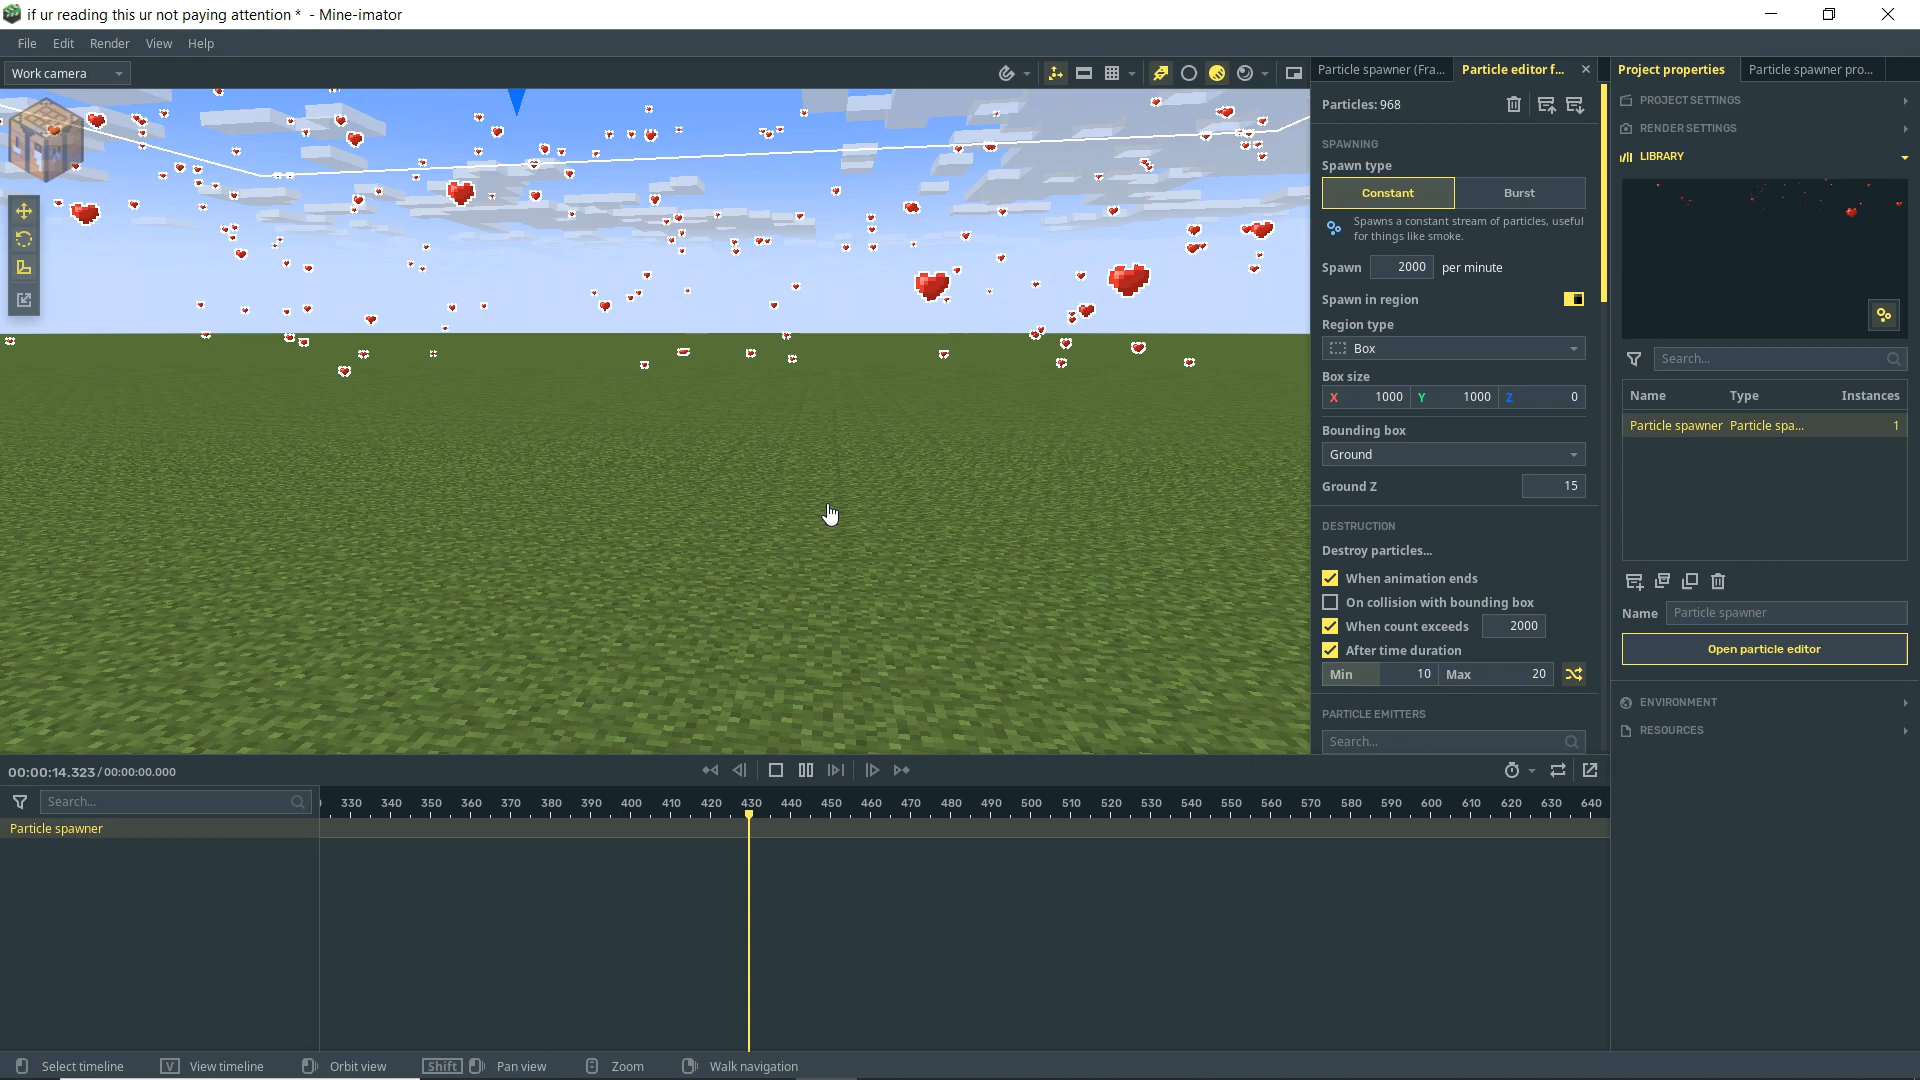 if ur reading this ur not paying attention * - Mine-imator
File Edit Render View Help
Work camera
Particle spawner (Fra...
Particle editor f...
Project properties
Particle spawner pro...
Particles: 968
SPAWNING
Spawn type
Constant Burst
Spawns a constant stream of particles, useful
for things like smoke.
Spawn 2000 per minute
Spawn in region
Region type
Box
Box size
X 1000 Y 1000 Z 0
Bounding box
Ground
Ground Z 15
DESTRUCTION
Destroy particles...
When animation ends
On collision with bounding box
When count exceeds 2000
After time duration
Min 10 Max 20
PARTICLE EMITTERS
Search...
PROJECT SETTINGS
RENDER SETTINGS
LIBRARY
Search...
Name Type Instances
Particle spawner Particle spa... 1
Name Particle spawner
Open particle editor
ENVIRONMENT
RESOURCES
00:00:14.323 / 00:00:00.000
Search...
330 340 350 360 370 380 390 400 410 420 430 440 450 460 470 480 490 500 510 520 530 540 550 560 570 580 590 600 610 620 630 640
Particle spawner
Select timeline V View timeline Orbit view Shift Pan view Zoom Walk navigation